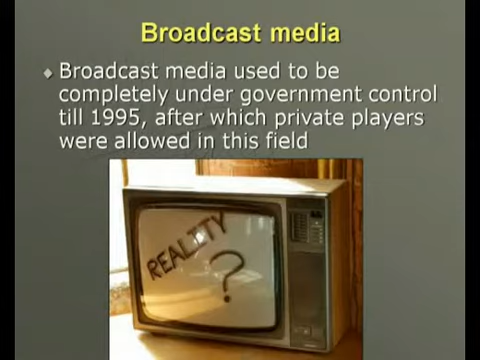 Broadcast media
Broadcast media used to be
completely under government control
till 1995, after which private players
were allowed in this field
REALITY
?